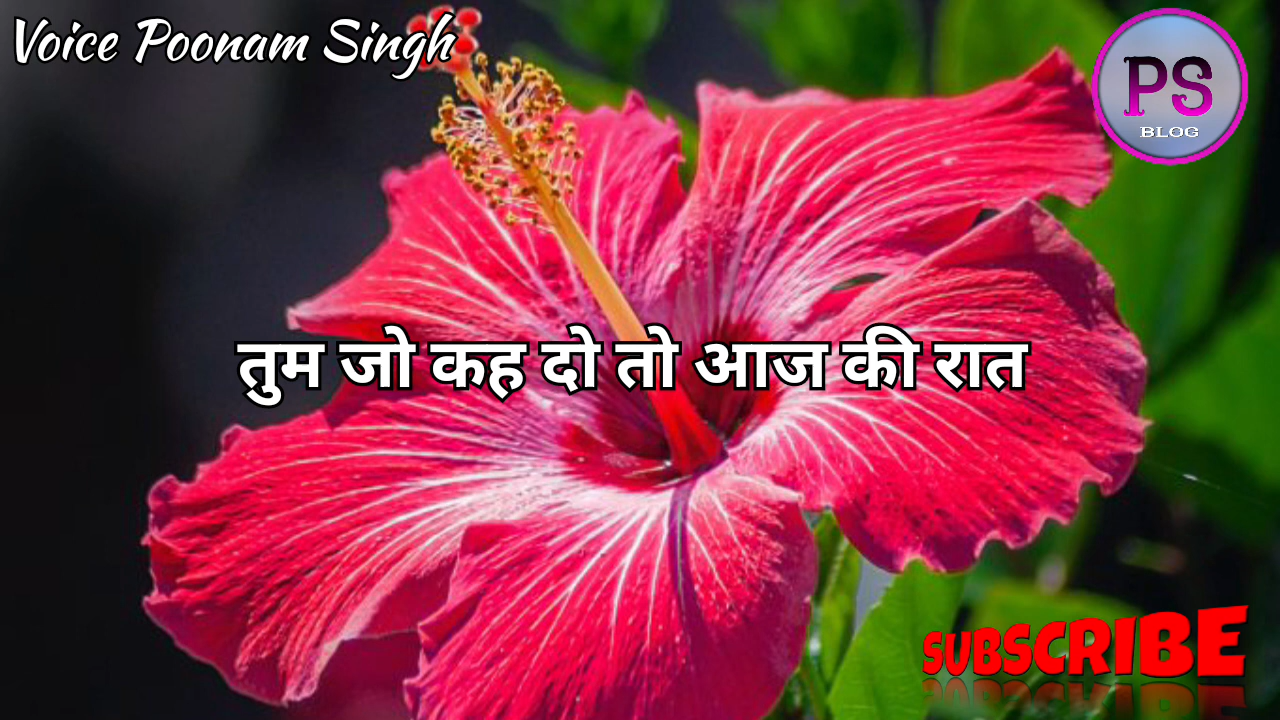 Voice Poonam Singh
PS
BLOG
तुम जो कह दो तो आज की रात
SUBSCRIBE